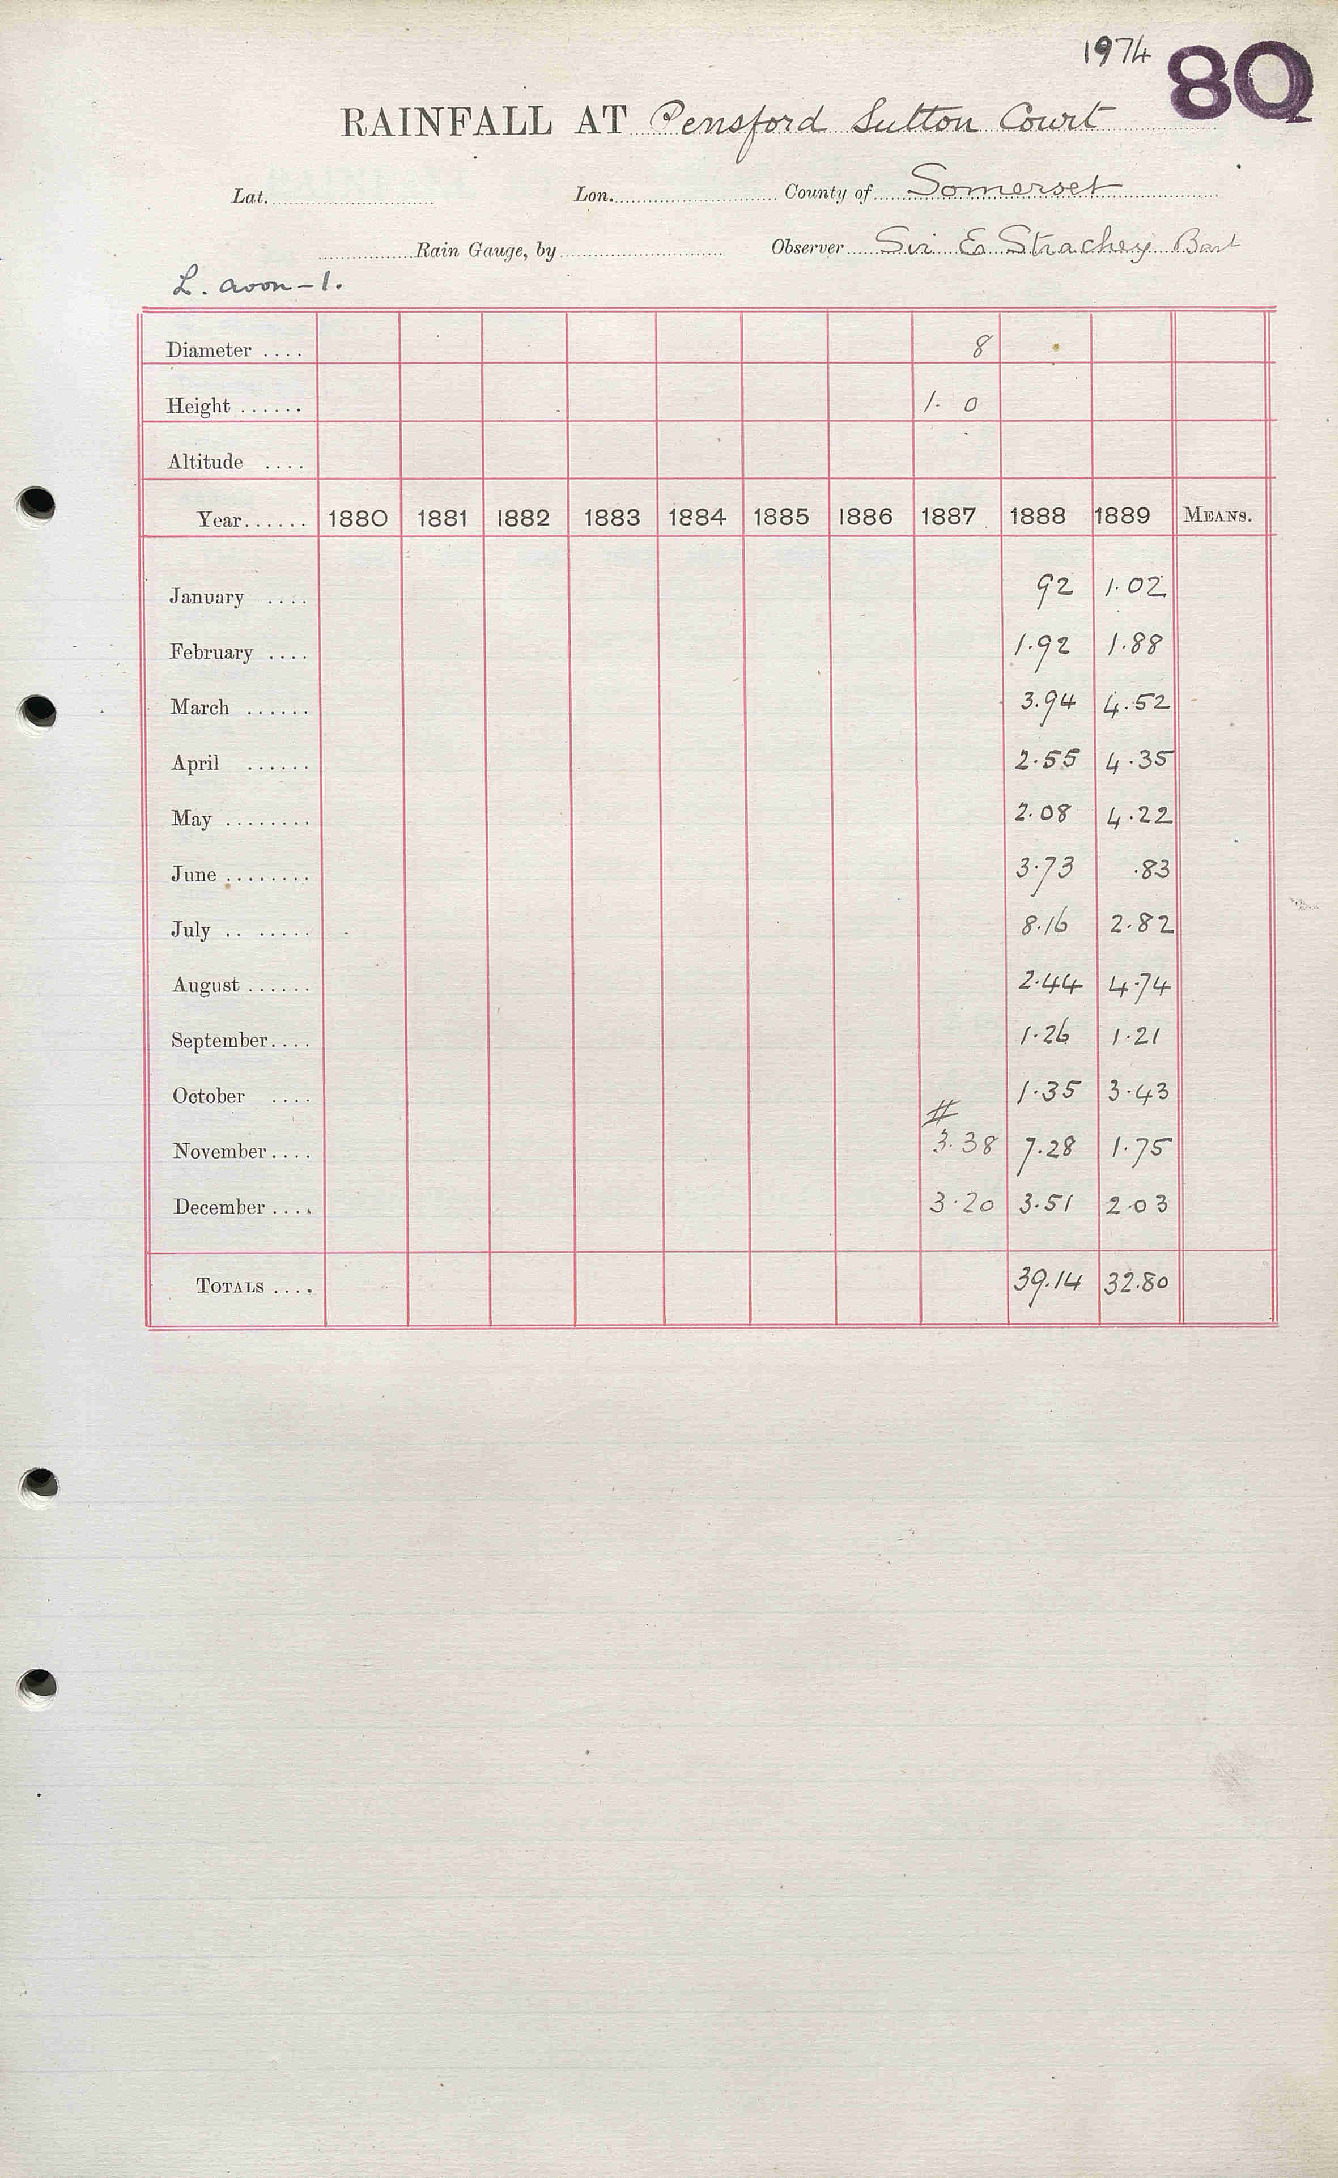 1974 8Q
RAINFALL AT Pensford Sutton Court
Lat. Lon. County of Somerset
Rain Gauge, by Observer Sir E Strachey Bart
L. avon - 1.
Diameter .... 8
Height ...... 1. 0
Altitude ....
Year...... 1880 1881 1882 1883 1884 1885 1886 1887 1888 1889 MEANS.
January .... 92 1.02
February .... 1.92 1.88
March ...... 3.94 4.52
April ...... 2.55 4.35
May ........ 2.08 4.22
June ........ 3.73 .83
July .. ..... 8.16 2.82
August ...... 2.44 4.74
September.... 1.26 1.21
October .... 1.35 3.43
#
November.... 3.38 7.28 1.75
December .... 3.20 3.51 2.03
TOTALS .... 39.14 32.80